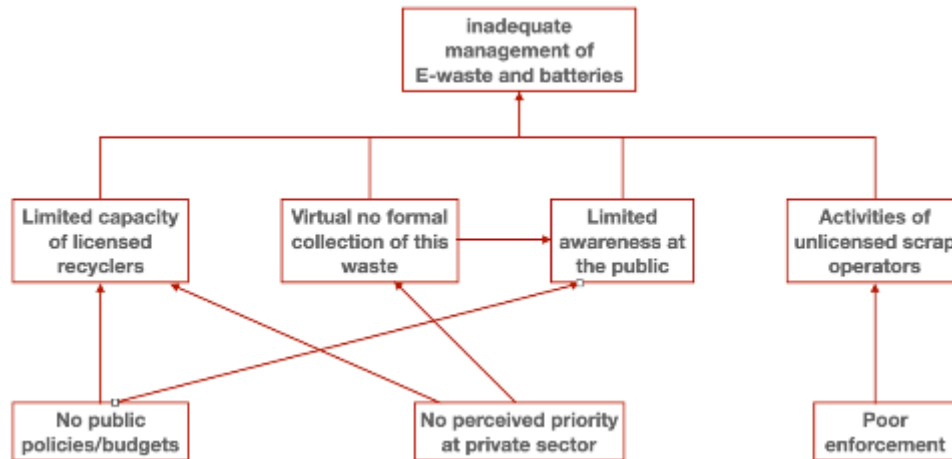 inadequate
management of
E-waste and batteries
Limited capacity
of licensed
recyclers
Virtual no formal
collection of this
waste
Limited
awareness at
the public
Activities of
unlicensed scrap
operators
No public
policies/budgets
No perceived priority
at private sector
Poor
enforcement